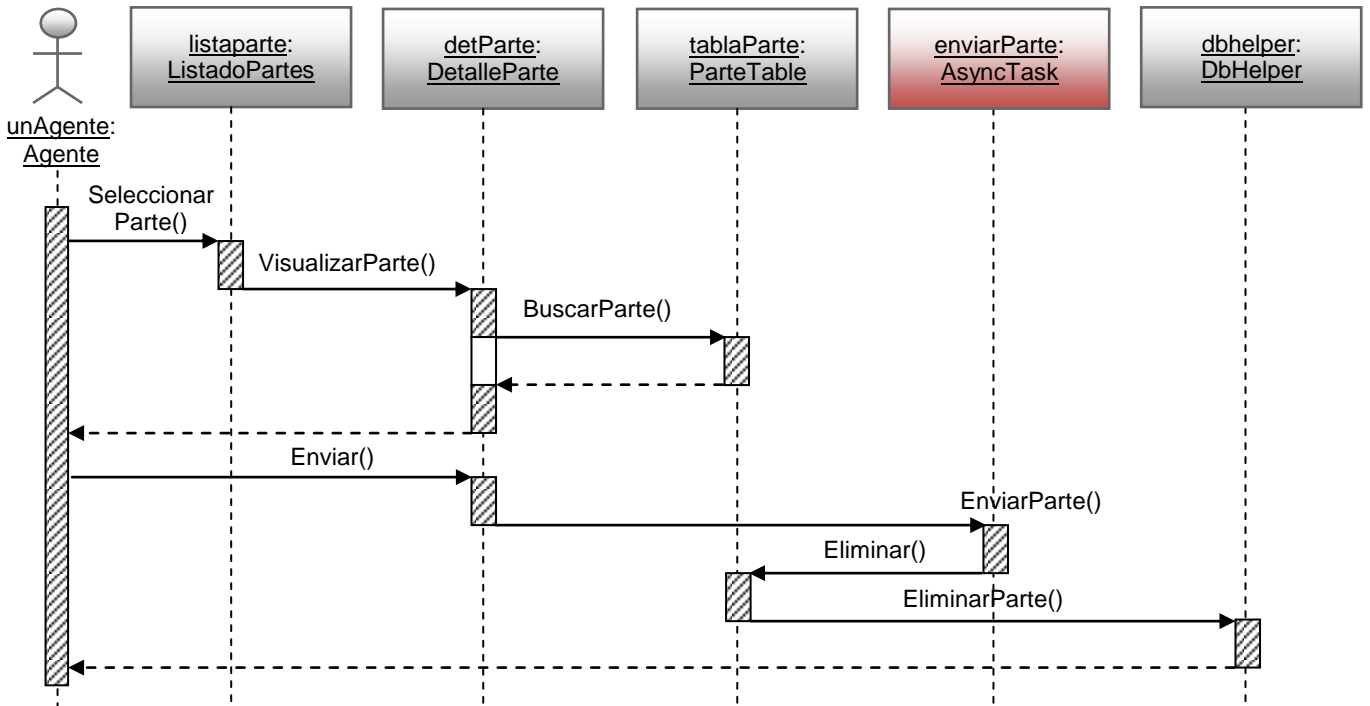 listaparte:
ListadoPartes
detParte:
DetalleParte
tablaParte:
ParteTable
enviarParte:
AsyncTask
dbhelper:
DbHelper
unAgente:
Agente
Seleccionar
Parte()
VisualizarParte()
BuscarParte()
Enviar()
EnviarParte()
Eliminar()
EliminarParte()